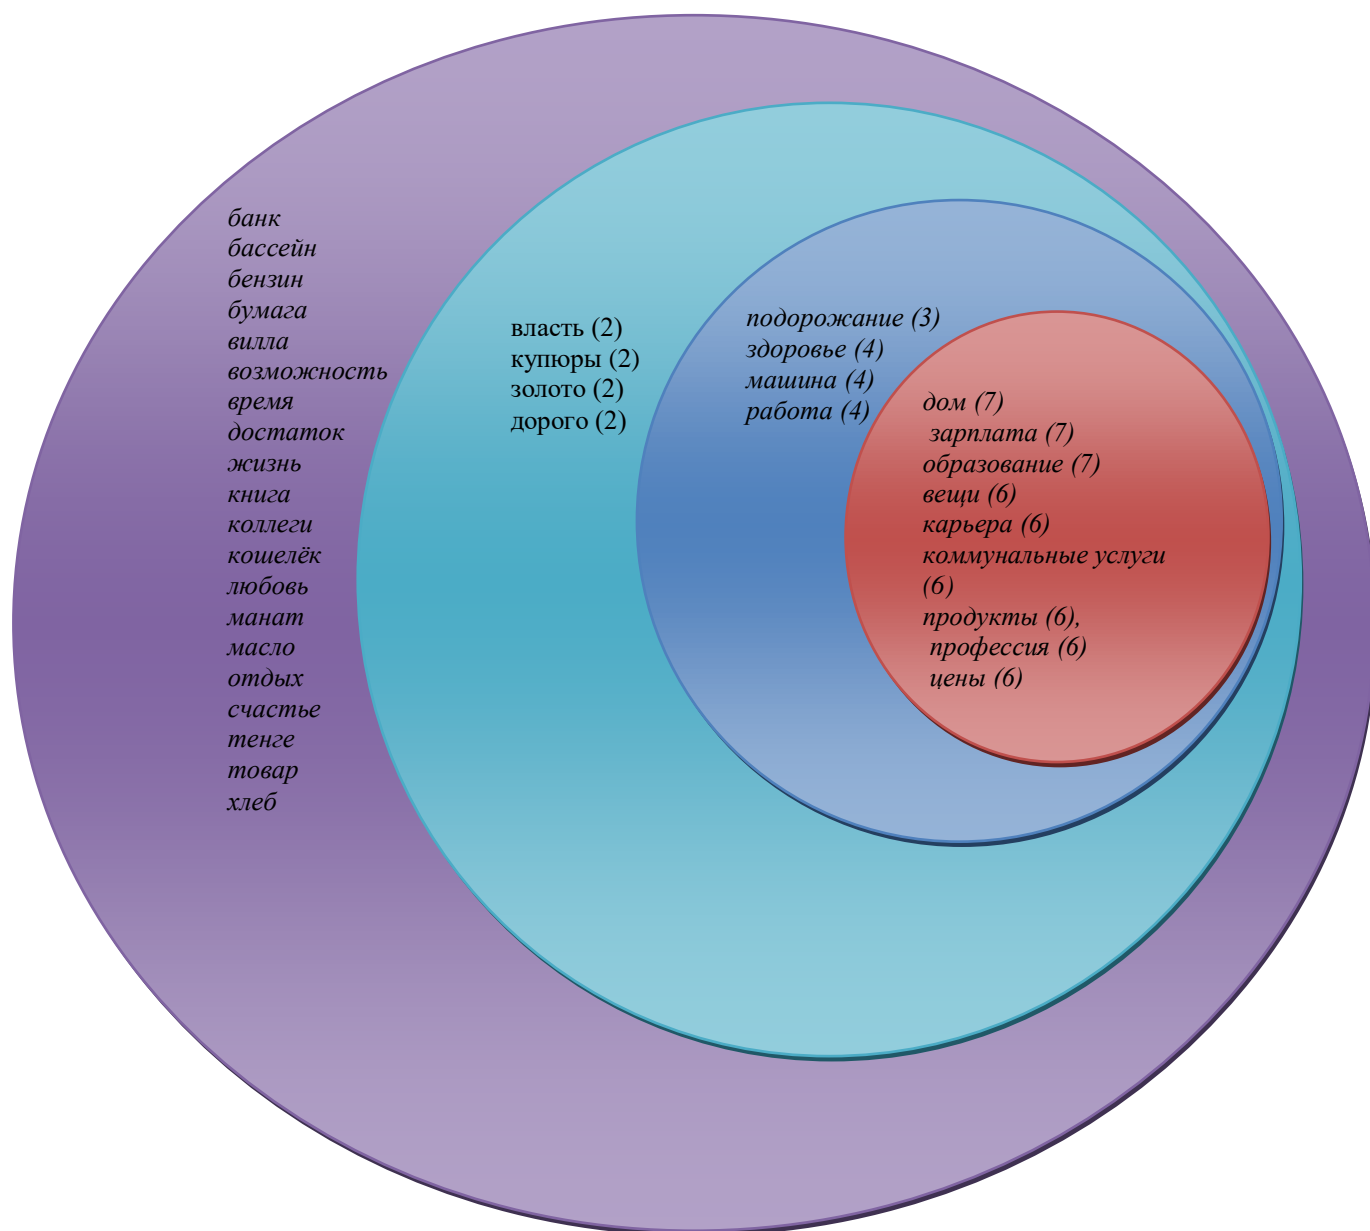 банк
бассейн
бензин
бумага
вилла
возможность
время
достаток
жизнь
книга
коллеги
кошелёк
любовь
манат
масло
отдых
счастье
тенге
товар
хлеб
власть (2)
купюры (2)
золото (2)
дорого (2)
подорожание (3)
здоровье (4)
машина (4)
работа (4)
дом (7)
зарплата (7)
образование (7)
вещи (6)
карьера (6)
коммунальные услуги
(6)
продукты (6),
профессия (6)
цены (6)